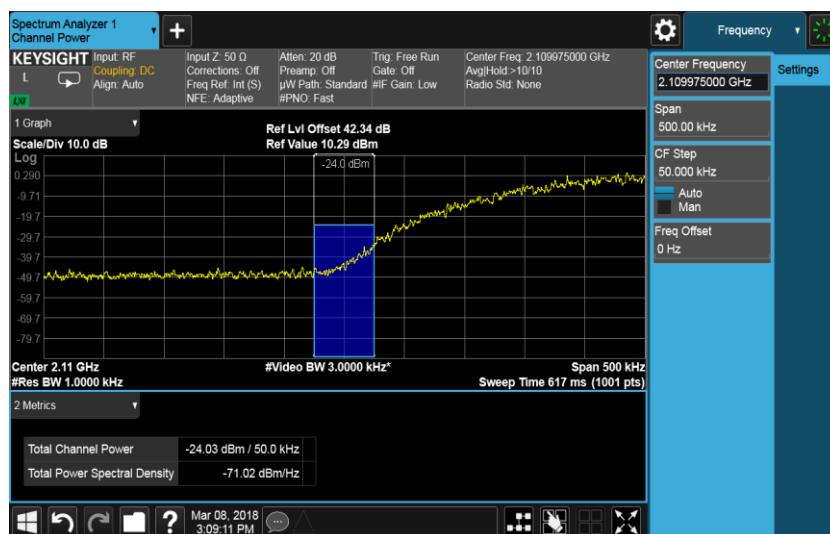 Spectrum Analyzer 1
Channel Power
Frequency
KEYSIGHT
L
LXI
Input: RF
Coupling: DC
Align: Auto
Input Z: 50 Ω
Corrections: Off
Freq Ref: Int (S)
NFE: Adaptive
Atten: 20 dB
Preamp: Off
µW Path: Standard
#PNO: Fast
Trig: Free Run
Gate: Off
#IF Gain: Low
Center Freq: 2.109975000 GHz
Avg|Hold:>10/10
Radio Std: None
Center Frequency
2.109975000 GHz
Settings
Span
500.00 kHz
CF Step
50.000 kHz
Auto
Man
Freq Offset
0 Hz
1 Graph
Scale/Div 10.0 dB
Ref Lvl Offset 42.34 dB
Ref Value 10.29 dBm
Log
-24.0 dBm
0.290
-9.71
-19.7
-29.7
-39.7
-49.7
-59.7
-69.7
-79.7
Center 2.11 GHz
#Res BW 1.0000 kHz
#Video BW 3.0000 kHz*
Span 500 kHz
Sweep Time 617 ms (1001 pts)
2 Metrics
Total Channel Power -24.03 dBm / 50.0 kHz
Total Power Spectral Density -71.02 dBm/Hz
?
Mar 08, 2018
3:09:11 PM